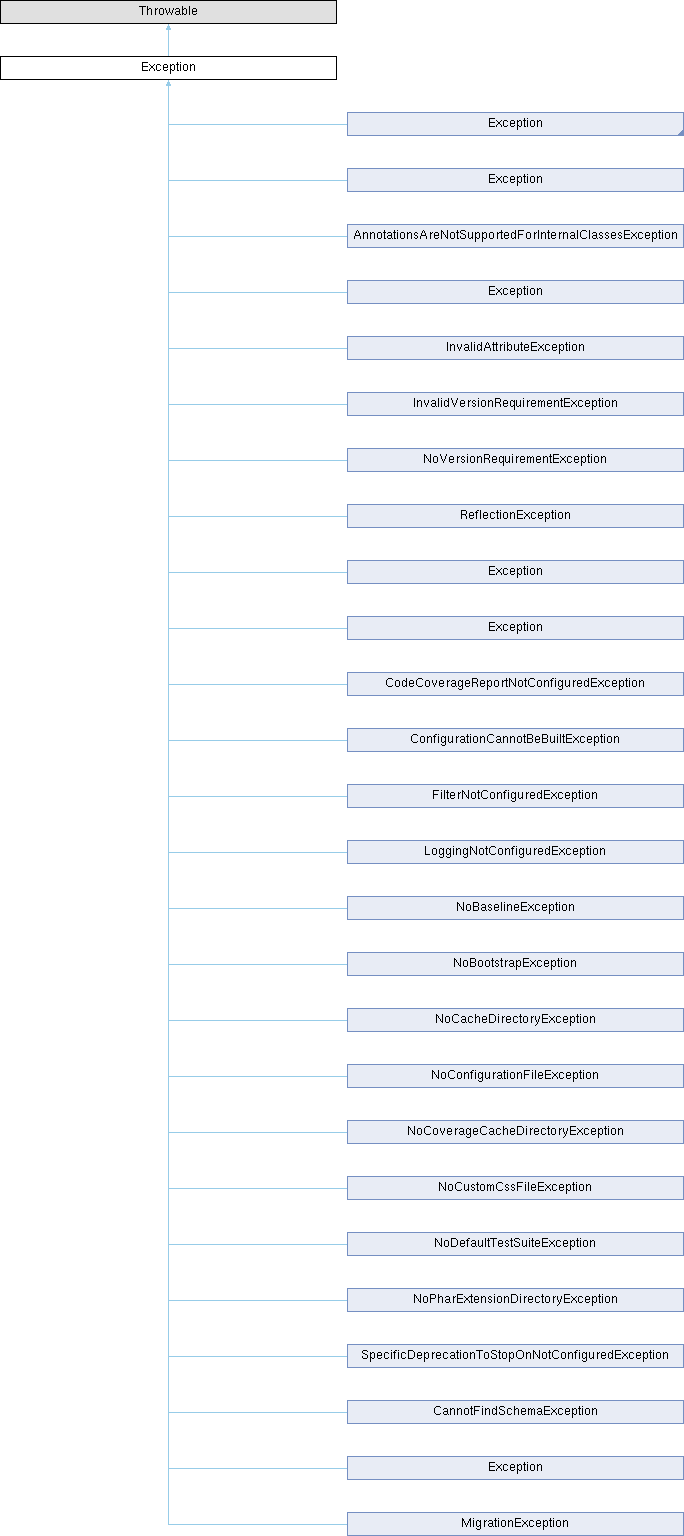 Throwable
Exception
Exception
Exception
AnnotationsAreNotSupportedForInternalClassesException
Exception
InvalidAttributeException
InvalidVersionRequirementException
NoVersionRequirementException
ReflectionException
Exception
Exception
CodeCoverageReportNotConfiguredException
ConfigurationCannotBeBuiltException
FilterNotConfiguredException
LoggingNotConfiguredException
NoBaselineException
NoBootstrapException
NoCacheDirectoryException
NoConfigurationFileException
NoCoverageCacheDirectoryException
NoCustomCssFileException
NoDefaultTestSuiteException
NoPharExtensionDirectoryException
SpecificDeprecationToStopOnNotConfiguredException
CannotFindSchemaException
Exception
MigrationException